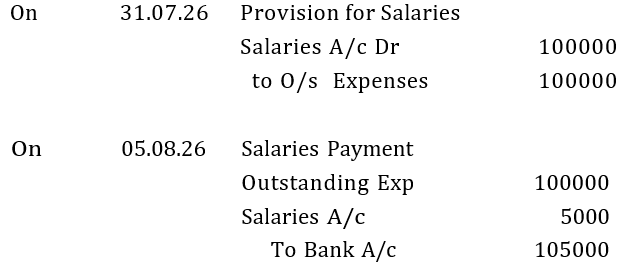 On 31.07.26 Provision for Salaries
Salaries A/c Dr 100000
to O/s Expenses 100000
On 05.08.26 Salaries Payment
Outstanding Exp 100000
Salaries A/c 5000
To Bank A/c 105000